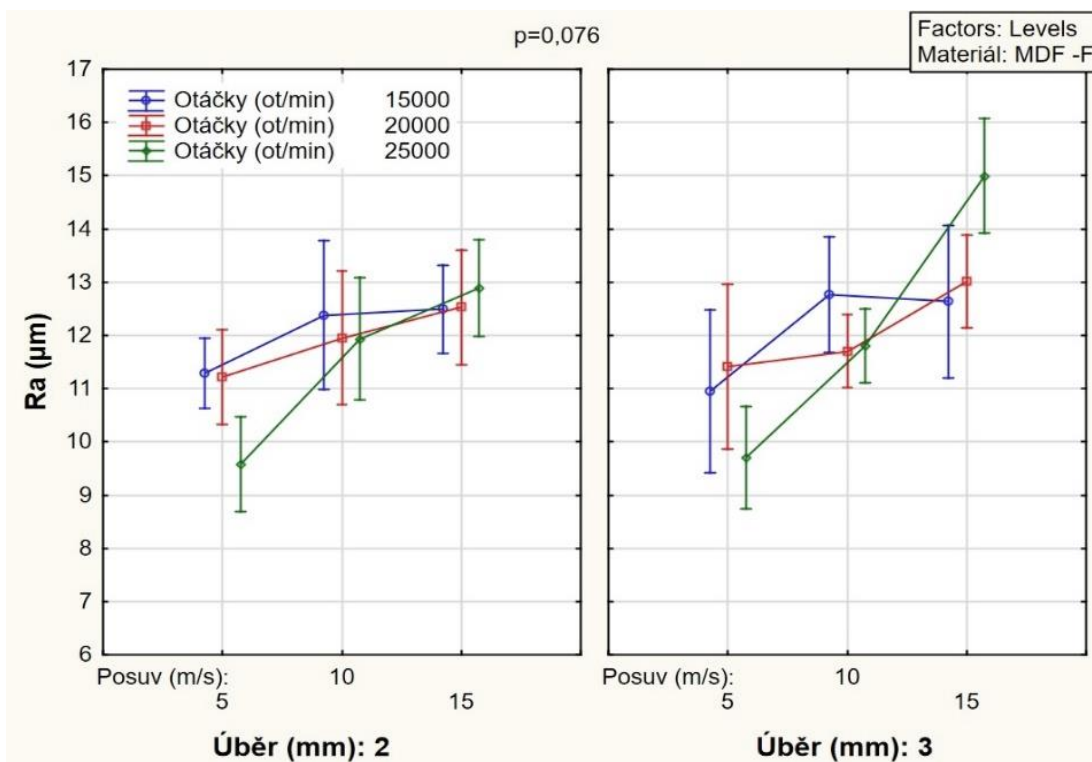 p=0,076
Factors: Levels
Materiál: MDF -F
17
16
15
14
13
12
11
10
9
8
7
6
Ra (µm)
Otáčky (ot/min) 15000
Otáčky (ot/min) 20000
Otáčky (ot/min) 25000
Posuv (m/s): 10 10
5 15 5 15
Úběr (mm): 2 Úběr (mm): 3